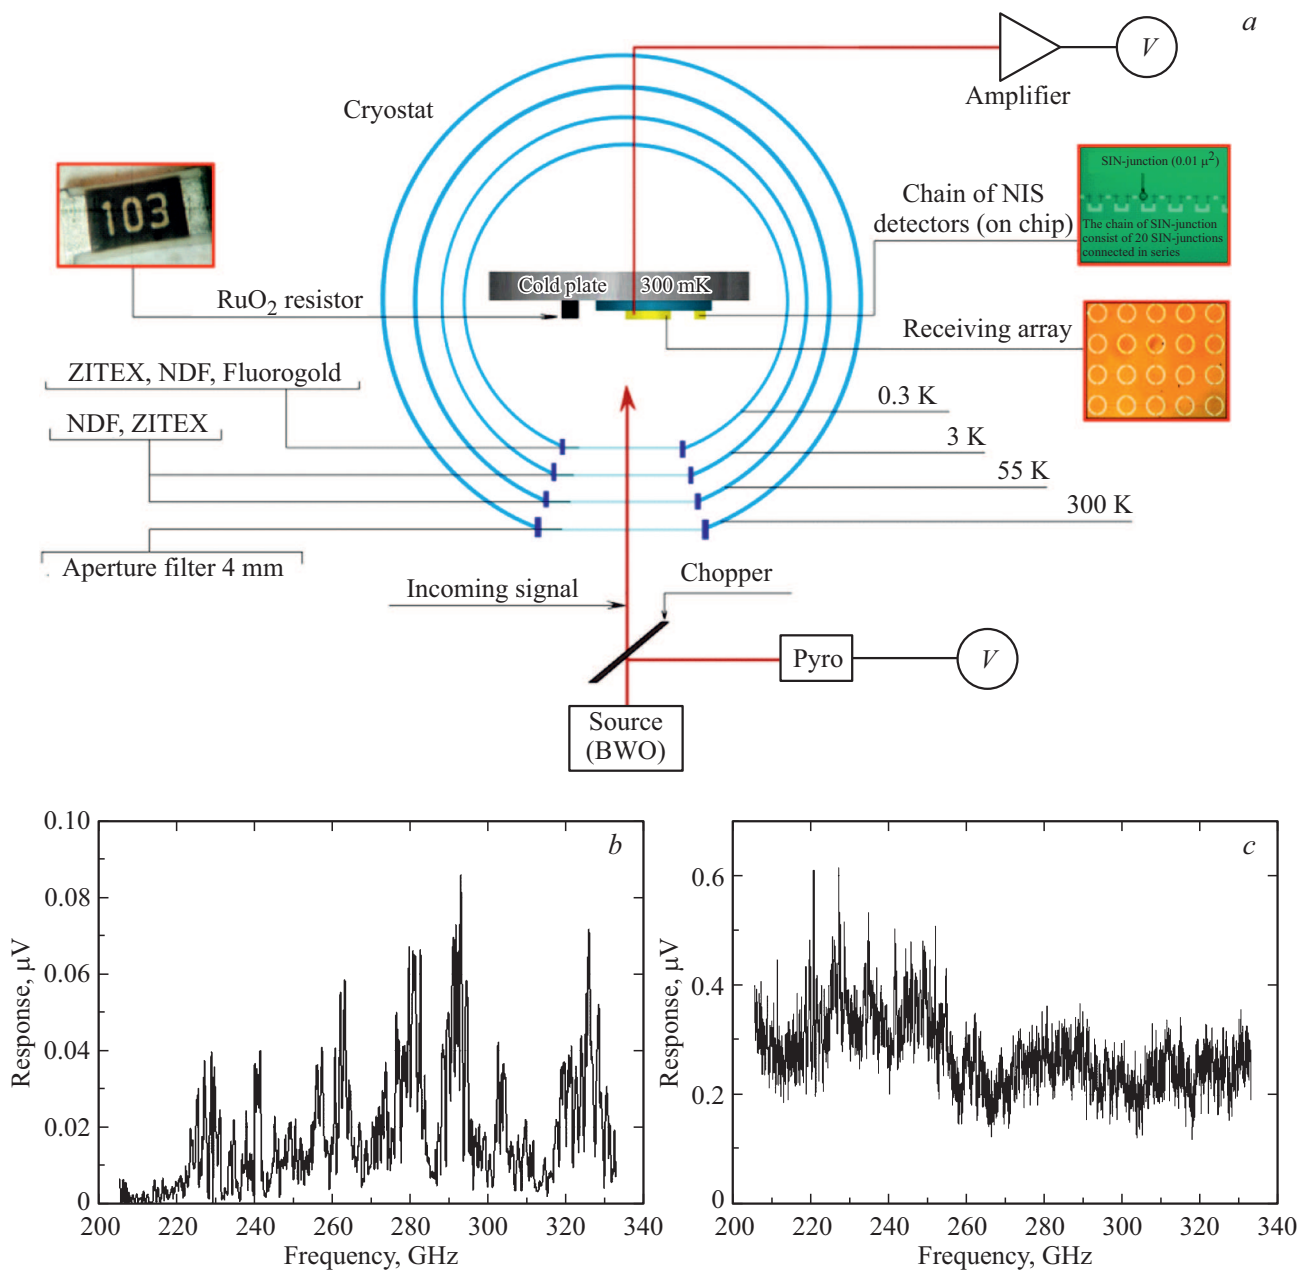 a
V
Amplifier
Cryostat
SIN-junction (0.01 μ²)
The chain of SIN-junction
consist of 20 SIN-junctions
connected in series
Chain of NIS
detectors (on chip)
103
Cold plate 300 mK
RuO₂ resistor
Receiving array
ZITEX, NDF, Fluorogold
0.3 K
NDF, ZITEX
3 K
55 K
300 K
Aperture filter 4 mm
Incoming signal
Chopper
Pyro
V
Source
(BWO)
b
0.10
0.08
0.06
0.04
0.02
0
Response, μV
200 220 240 260 280 300 320 340
Frequency, GHz
c
0.6
0.4
0.2
0
Response, μV
200 220 240 260 280 300 320 340
Frequency, GHz